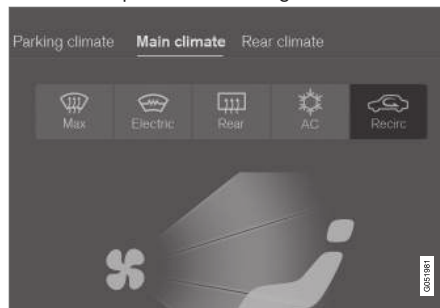 Parking climate Main climate Rear climate
Max Electric Rear AC Recirc
G051981